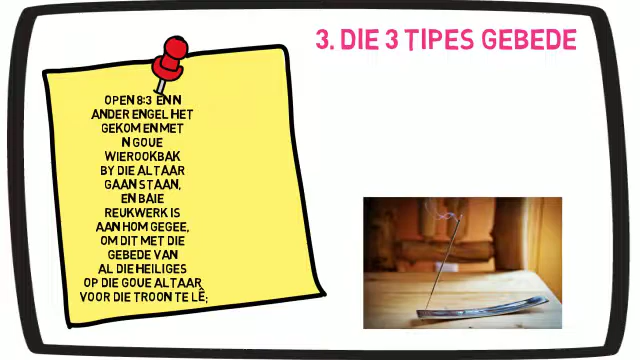 3. DIE 3 TIPES GEBEDE
OPEN 8:3 EN N
ANDER ENGEL HET
GEKOM EN MET
N GOUE
WIEROOKBAK
BY DIE ALTAAR
GAAN STAAN,
EN BAIE
REUKWERK IS
AAN HOM GEGEE,
OM DIT MET DIE
GEBEDE VAN
AL DIE HEILIGES
OP DIE GOUE ALTAAR
VOOR DIE TROON TE LÊ;